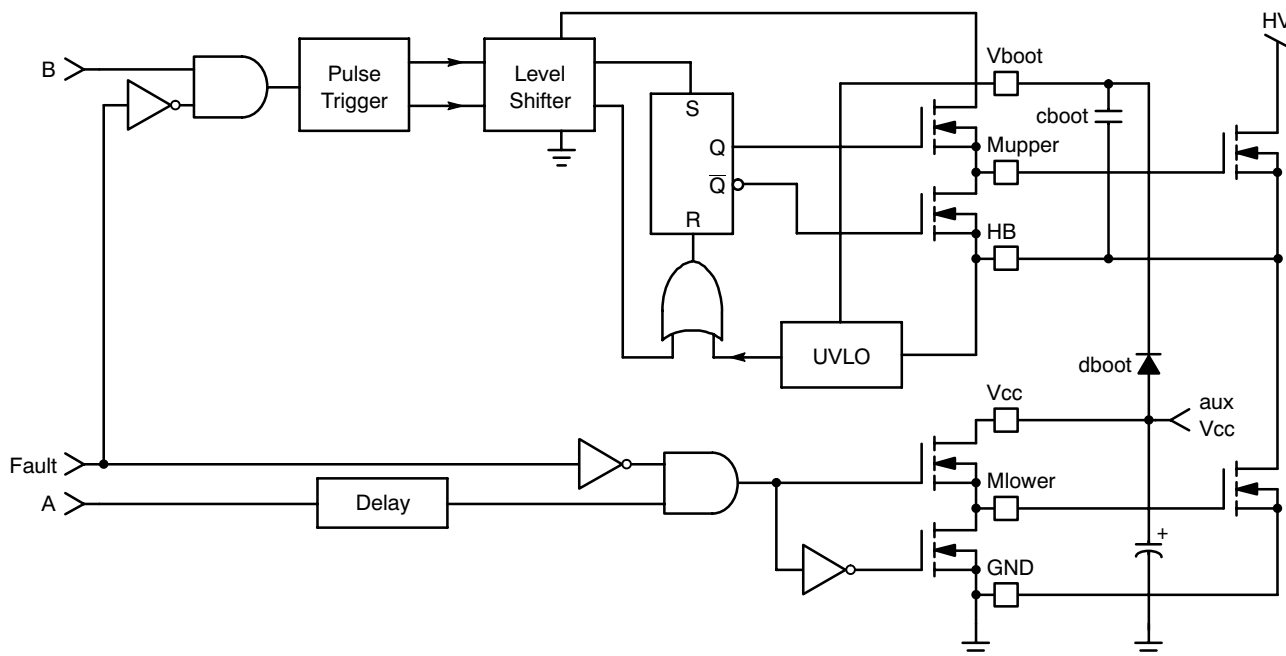 HV
B
Pulse
Trigger
Level
Shifter
Vboot
cboot
S
Q
Q
R
Mupper
HB
UVLO
dboot
Vcc
aux
Vcc
Fault
A
Delay
Mlower
+
GND